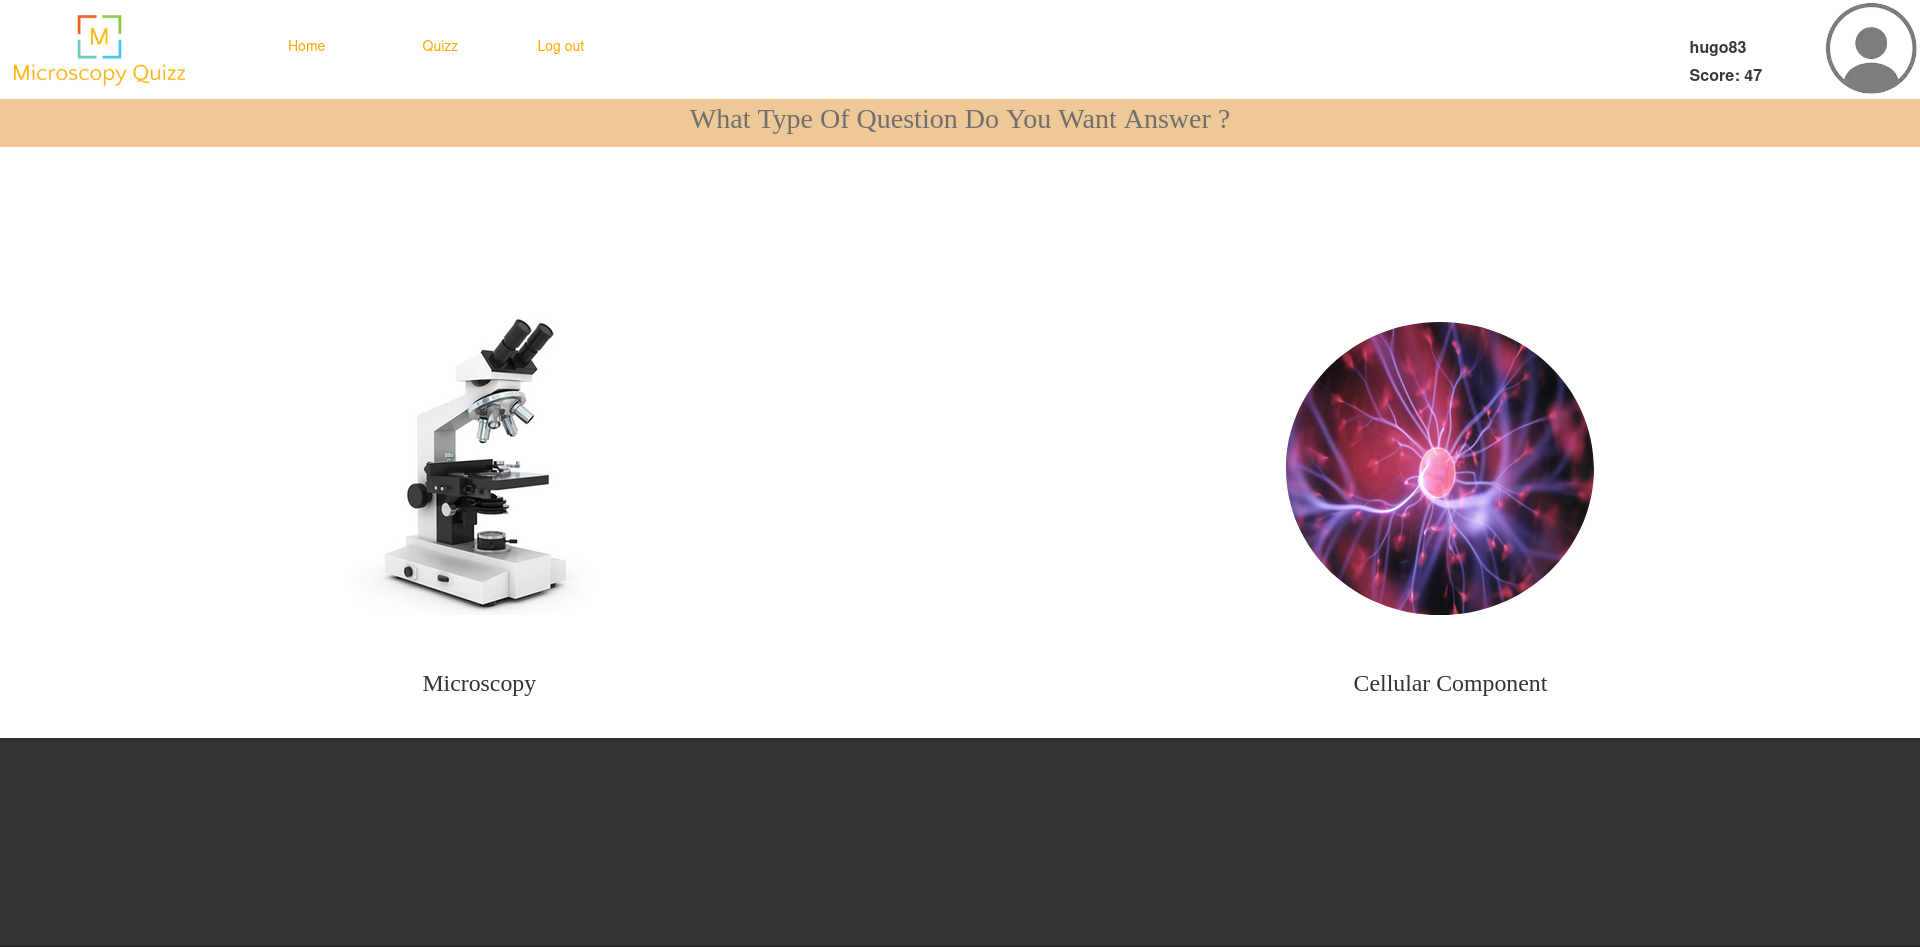 M
Microscopy Quizz
Home
Quizz
Log out
hugo83
Score: 47
What Type Of Question Do You Want Answer ?
Microscopy
Cellular Component